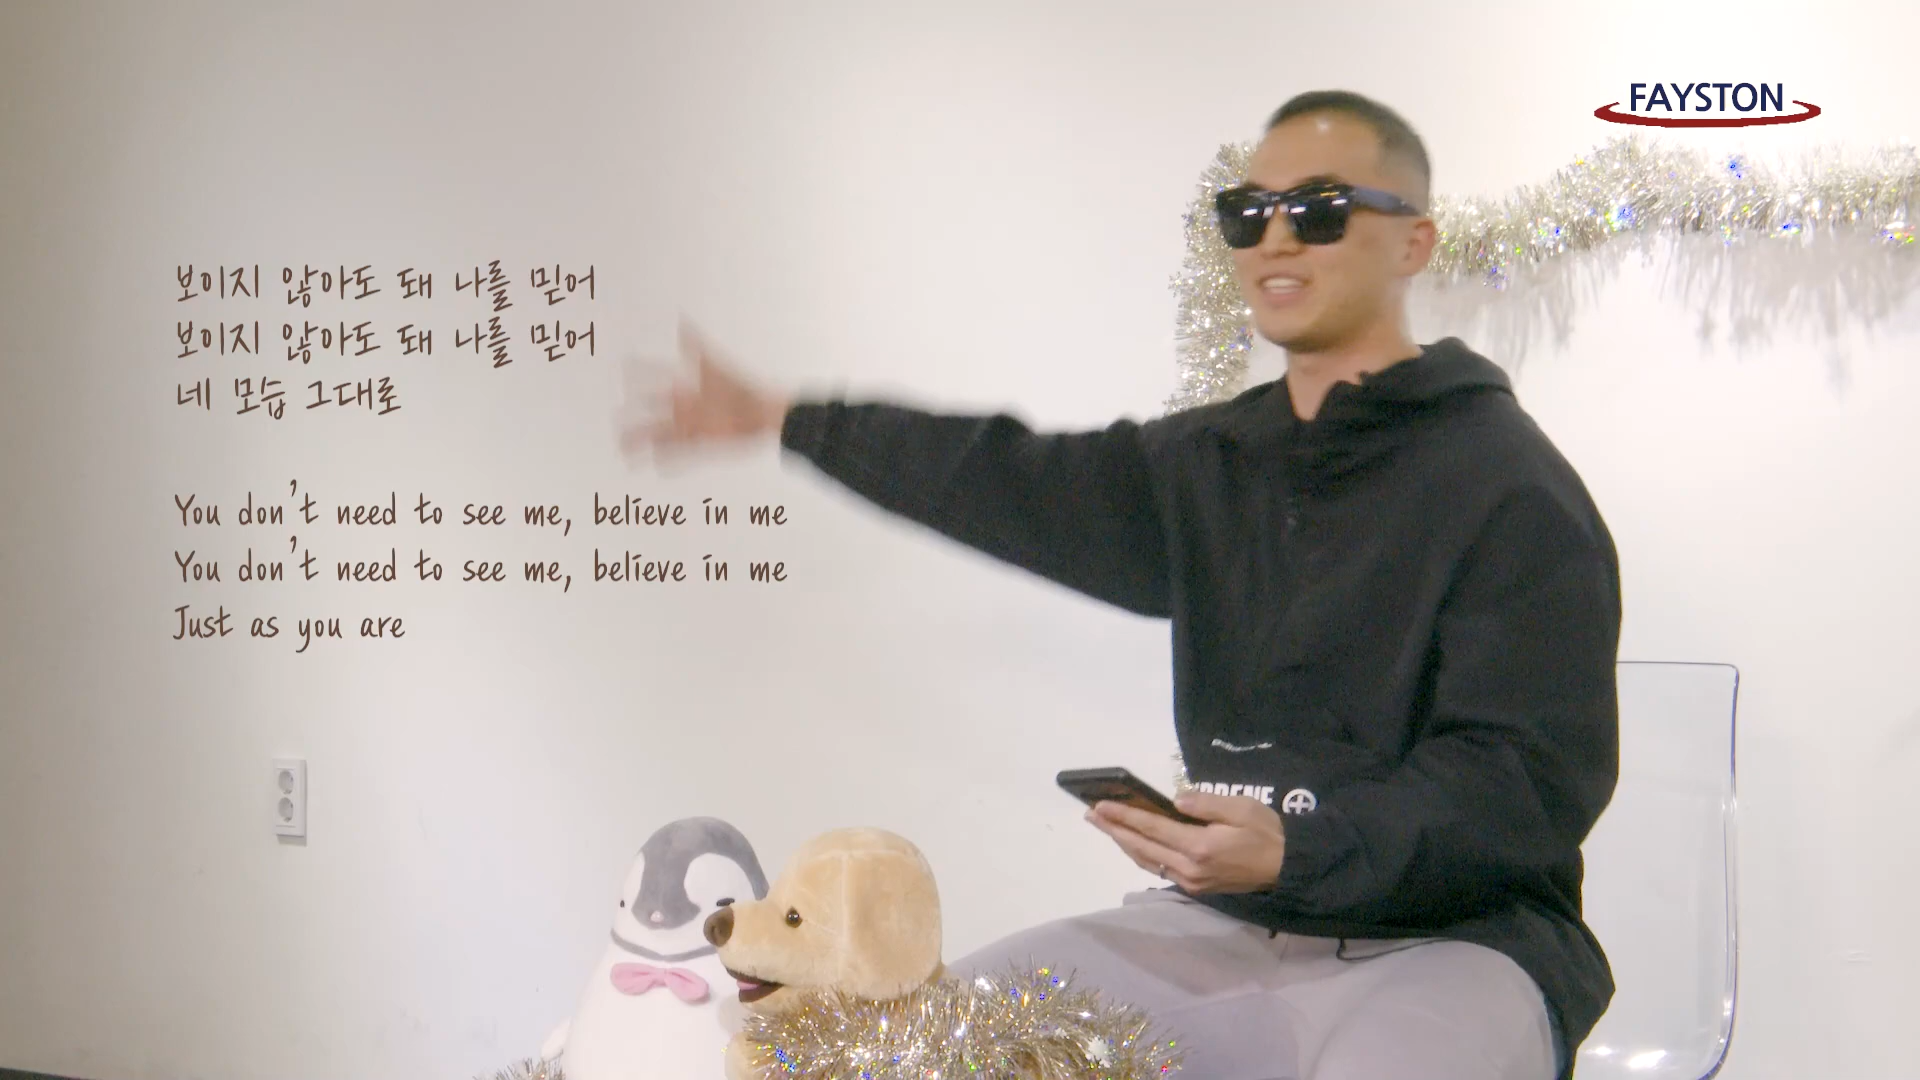 FAYSTON
보이지 않아도 돼 나를 믿어
보이지 않아도 돼 나를 믿어
네 모습 그대로
You don't need to see me, believe in me
You don't need to see me, believe in me
Just as you are